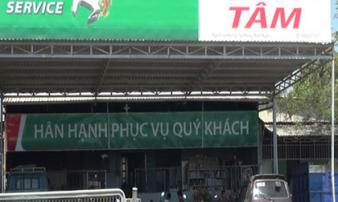 SERVICE
TÂM
HÂN HẠNH PHỤC VỤ QUÝ KHÁCH